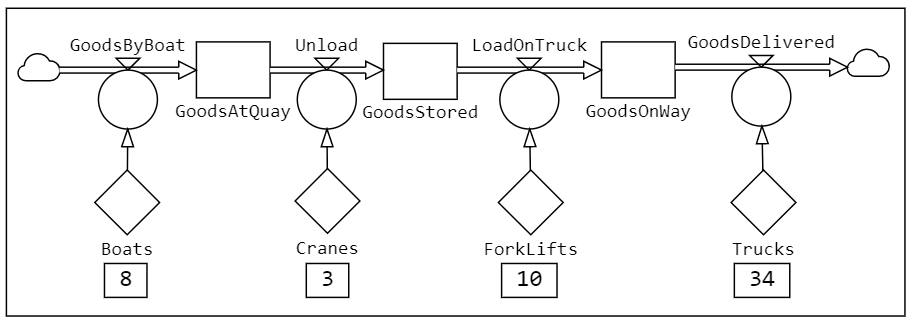 GoodsByBoat
Unload
LoadOnTruck
GoodsDelivered
GoodsAtQuay
GoodsStored
GoodsOnWay
Boats
Cranes
ForkLifts
Trucks
8
3
10
34